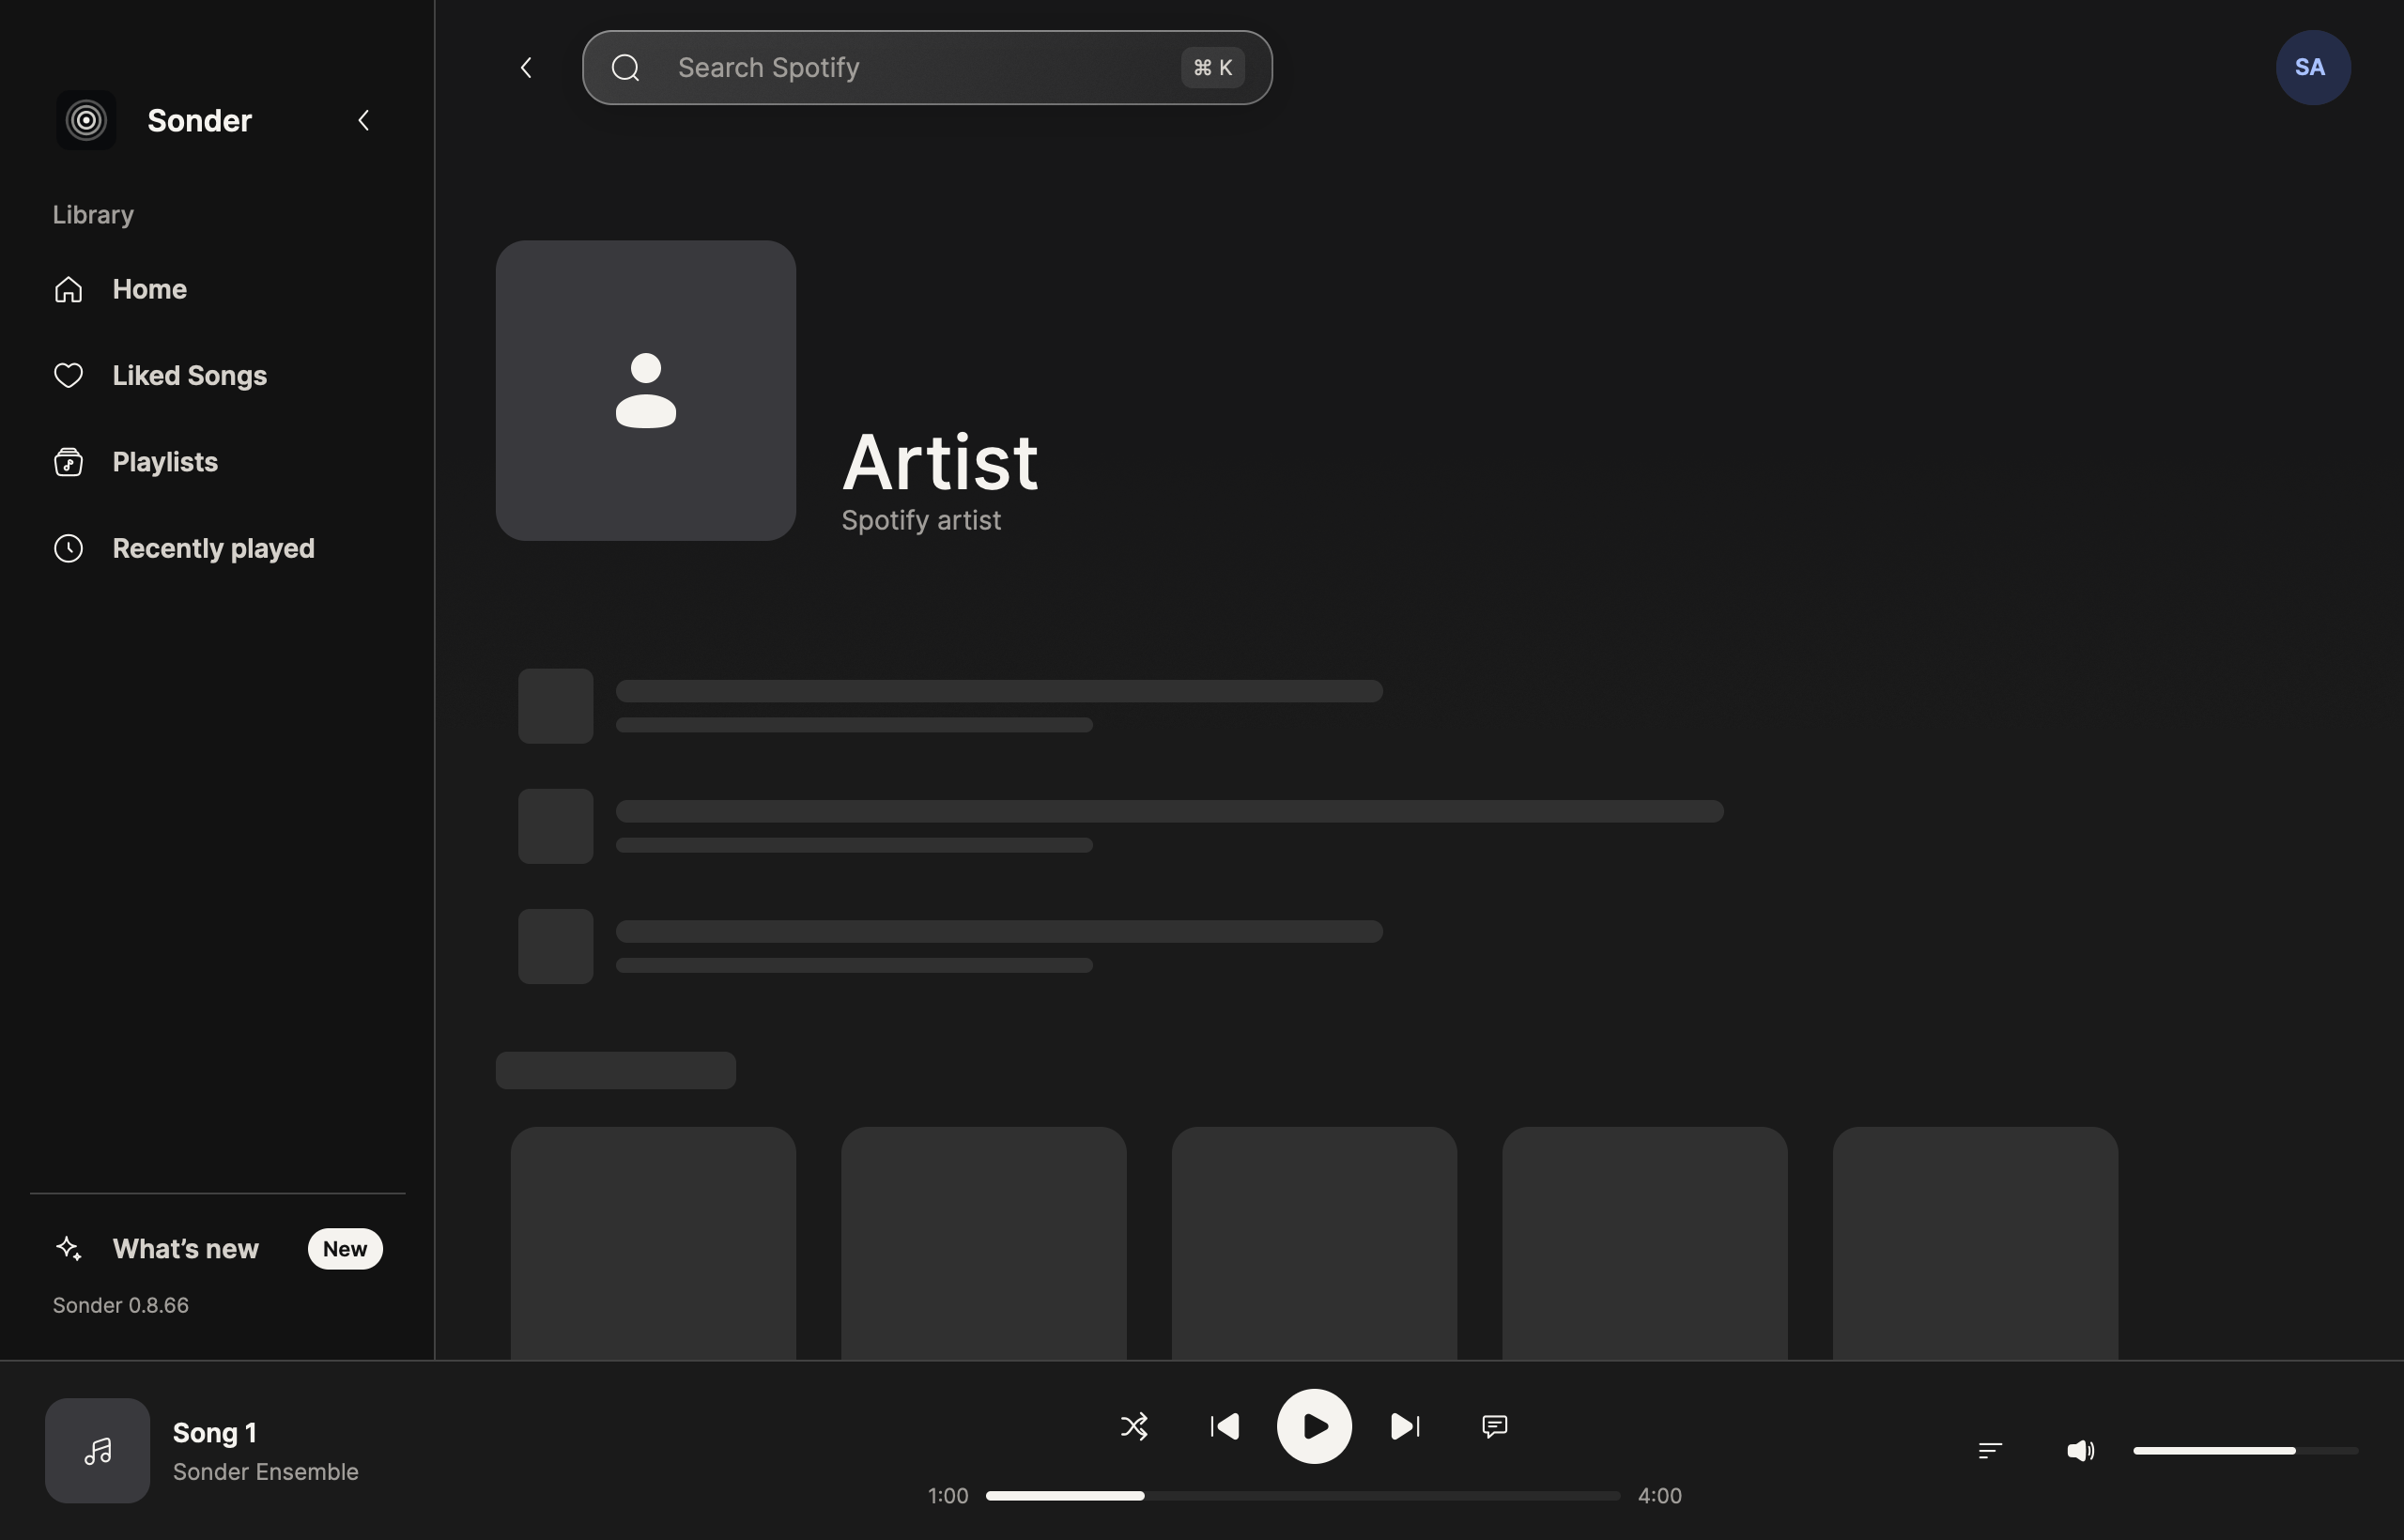 Sonder
Library
Home
Liked Songs
Playlists
Recently played
What's new
New
Sonder 0.8.66
Search Spotify
⌘ K
SA
Artist
Spotify artist
Song 1
Sonder Ensemble
1:00
4:00